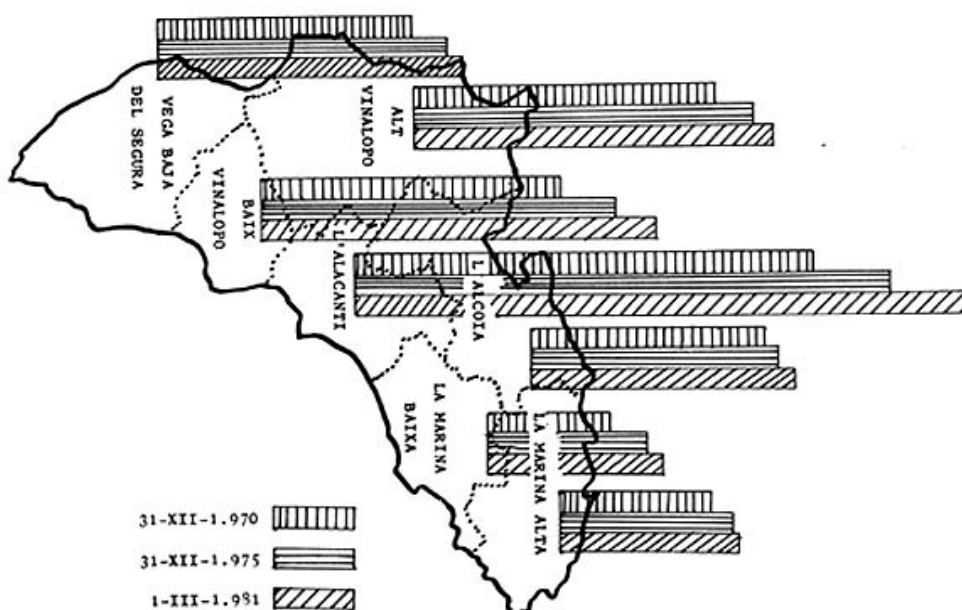 VEGA BAJA
DEL SEGURA
ALT
VINALOPO
BAIX
VINALOPO
L'ALACANTI
L'ALCOIA
LA MARINA
BAIXA
LA MARINA ALTA
31-XII-1.970
31-XII-1.975
1-III-1.981